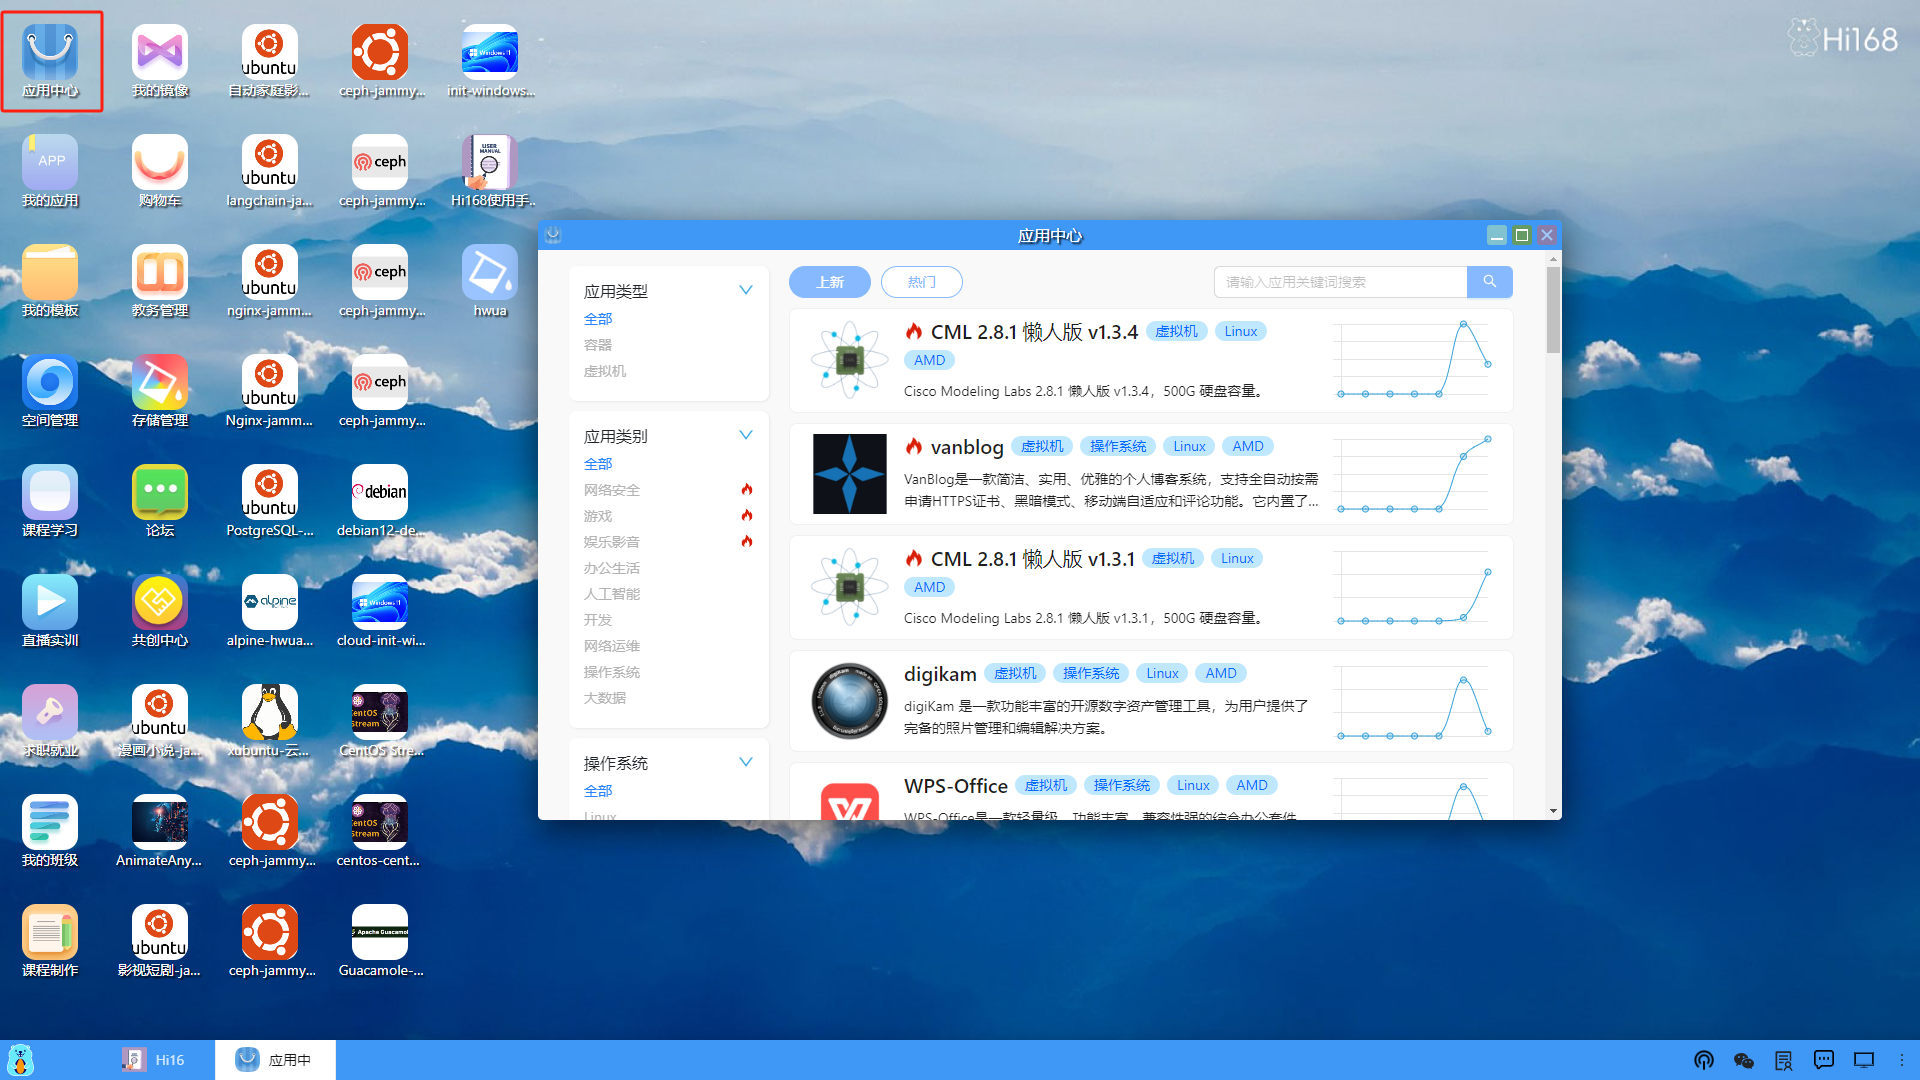 Hi168
应用中心
我的镜像
ubuntu
自动家庭影...
ceph-jammy...
Windows 11
init-windows...
APP
我的应用
购物车
ubuntu
langchain-ja...
ceph
ceph-jammy...
USER
MANUAL
Hi168使用手..
我的模板
教务管理
ubuntu
nginx-jamm...
ceph
ceph-jammy...
hwua
空间管理
存储管理
ubuntu
Nginx-jamm...
ceph
ceph-jammy...
课程学习
论坛
ubuntu
PostgreSQL-...
debian
debian12-de...
直播实训
共创中心
alpine
alpine-hwua...
Windows 11
cloud-init-wi...
求职就业
ubuntu
漫画小说-ja...
xubuntu-云...
CentOS
Stream
CentOS Stre...
我的班级
AnimateAny...
ceph-jammy...
CentOS
Stream
centos-cent...
课程制作
ubuntu
影视短剧-ja...
ceph-jammy...
Apache Guacamol
Guacamole-...
应用中心
应用类型
全部
容器
虚拟机
应用类别
全部
网络安全
游戏
娱乐影音
办公生活
人工智能
开发
网络运维
操作系统
大数据
操作系统
全部
Linux
上新
热门
请输入应用关键词搜索
CML 2.8.1 懒人版 v1.3.4 虚拟机 Linux
AMD
Cisco Modeling Labs 2.8.1 懒人版 v1.3.4，500G 硬盘容量。
vanblog 虚拟机 操作系统 Linux AMD
VanBlog是一款简洁、实用、优雅的个人博客系统，支持全自动按需
申请HTTPS证书、黑暗模式、移动端自适应和评论功能。它内置了...
CML 2.8.1 懒人版 v1.3.1 虚拟机 Linux
AMD
Cisco Modeling Labs 2.8.1 懒人版 v1.3.1，500G 硬盘容量。
digikam 虚拟机 操作系统 Linux AMD
digiKam 是一款功能丰富的开源数字资产管理工具，为用户提供了
完备的照片管理和编辑解决方案。
WPS-Office 虚拟机 操作系统 Linux AMD
WPS-Office是一款轻量级、功能丰富、兼容性强的综合办公套件
Hi16
应用中